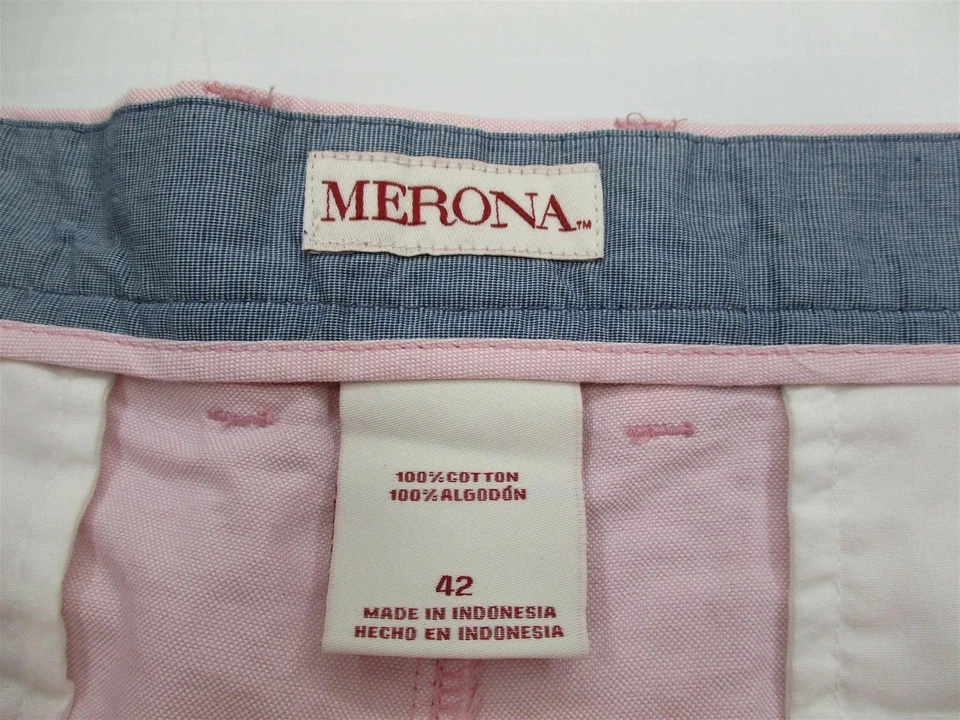 MERONA™
100% COTTON
100% ALGODÓN
42
MADE IN INDONESIA
HECHO EN INDONESIA